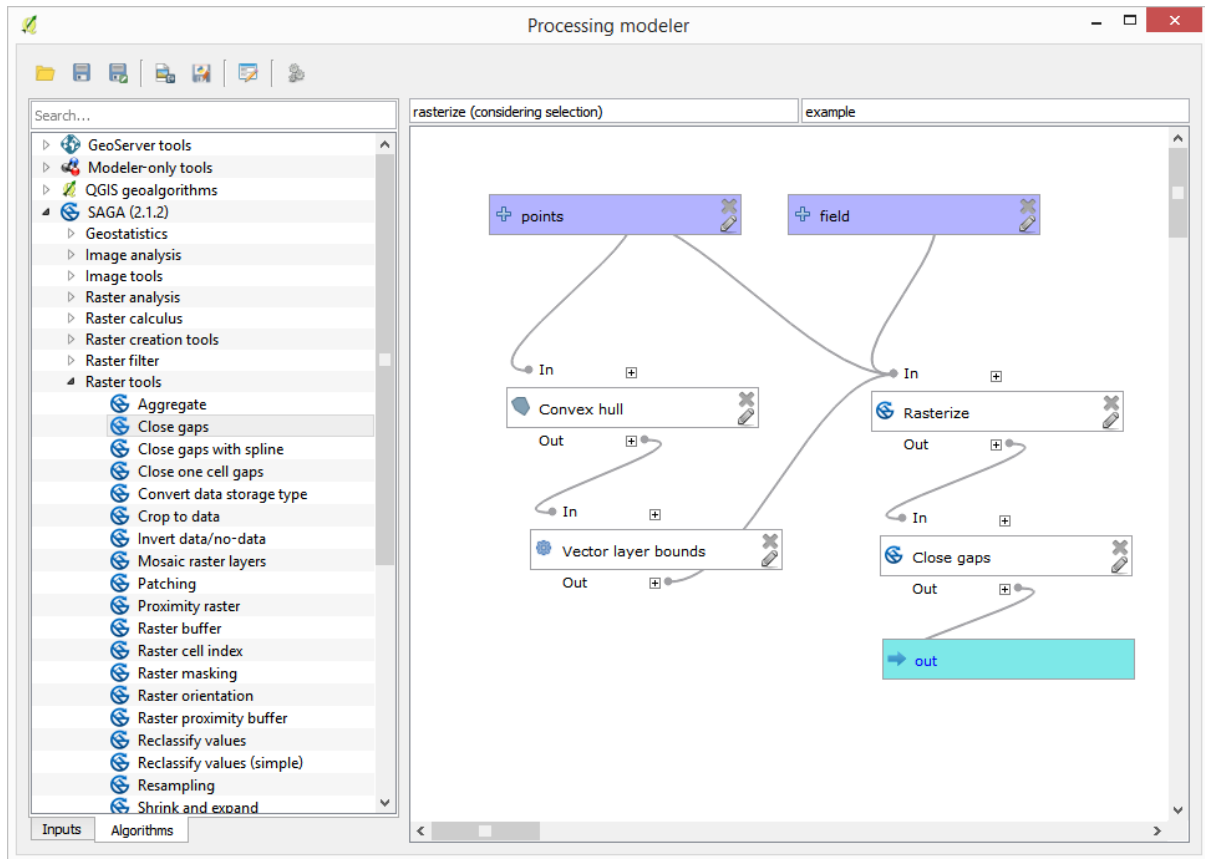 Processing modeler
Search...
rasterize (considering selection)
example
GeoServer tools
Modeler-only tools
QGIS geoalgorithms
SAGA (2.1.2)
Geostatistics
Image analysis
Image tools
Raster analysis
Raster calculus
Raster creation tools
Raster filter
Raster tools
Aggregate
Close gaps
Close gaps with spline
Close one cell gaps
Convert data storage type
Crop to data
Invert data/no-data
Mosaic raster layers
Patching
Proximity raster
Raster buffer
Raster cell index
Raster masking
Raster orientation
Raster proximity buffer
Reclassify values
Reclassify values (simple)
Resampling
Shrink and expand
Inputs
Algorithms
points
field
In
Convex hull
Out
In
Vector layer bounds
Out
In
Rasterize
Out
In
Close gaps
Out
out